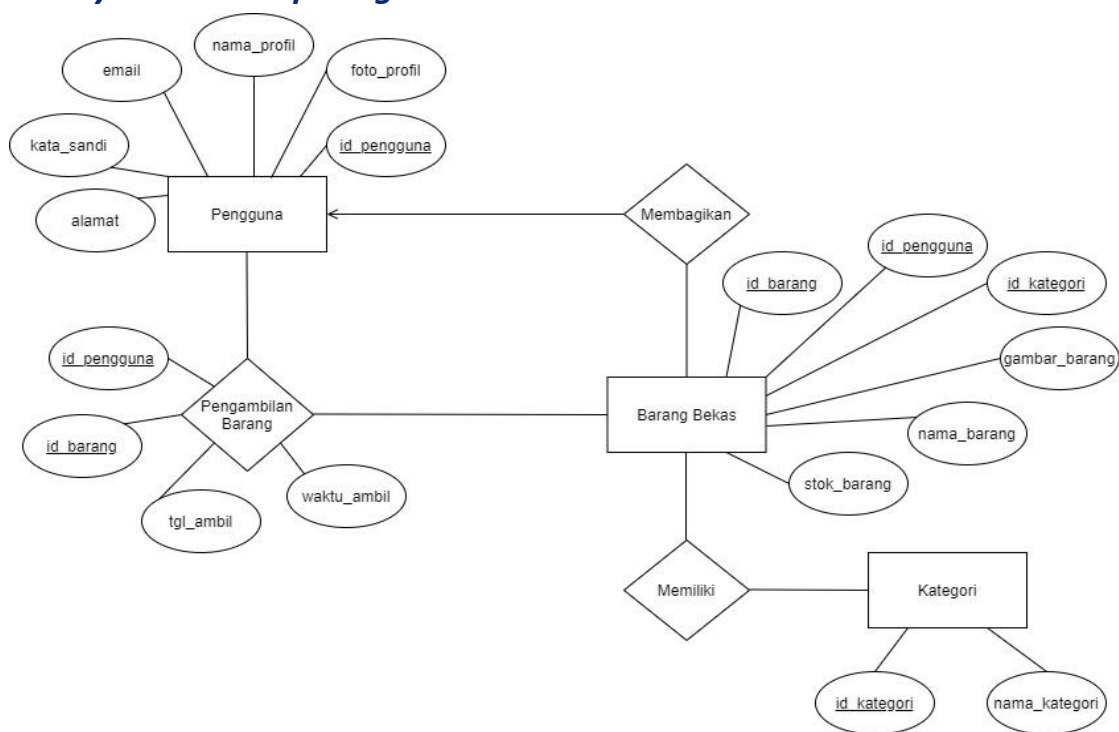 nama_profil
email
foto_profil
kata_sandi
id_pengguna
alamat
Pengguna
Membagikan
id_pengguna
id_barang
id_kategori
id_pengguna
gambar_barang
Pengambilan
Barang
Barang Bekas
id_barang
nama_barang
waktu_ambil
stok_barang
tgl_ambil
Memiliki
Kategori
id_kategori
nama_kategori